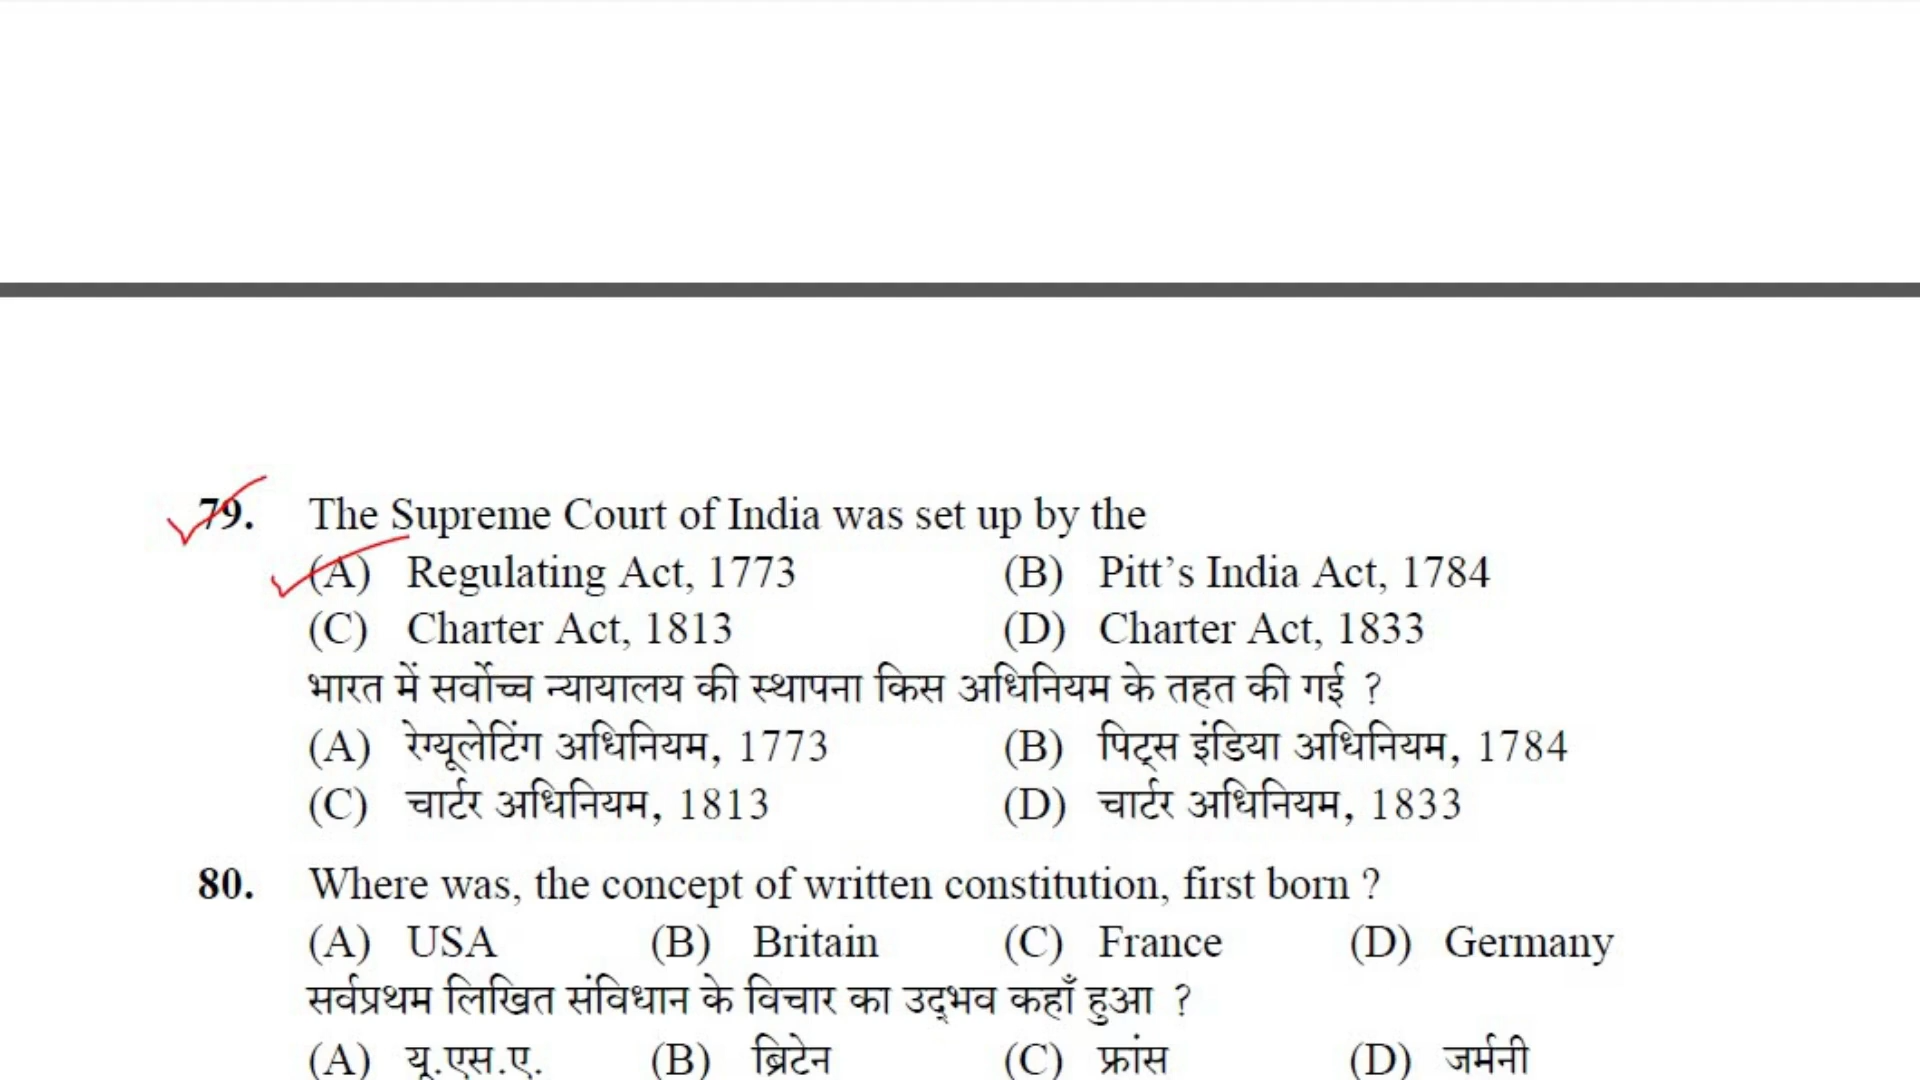 79. The Supreme Court of India was set up by the
(A) Regulating Act, 1773 (B) Pitt's India Act, 1784
(C) Charter Act, 1813 (D) Charter Act, 1833
भारत में सर्वोच्च न्यायालय की स्थापना किस अधिनियम के तहत की गई ?
(A) रेग्यूलेटिंग अधिनियम, 1773 (B) पिट्स इंडिया अधिनियम, 1784
(C) चार्टर अधिनियम, 1813 (D) चार्टर अधिनियम, 1833
80. Where was, the concept of written constitution, first born ?
(A) USA (B) Britain (C) France (D) Germany
सर्वप्रथम लिखित संविधान के विचार का उद्भव कहाँ हुआ ?
(A) यू.एस.ए. (B) ब्रिटेन (C) फ्रांस (D) जर्मनी